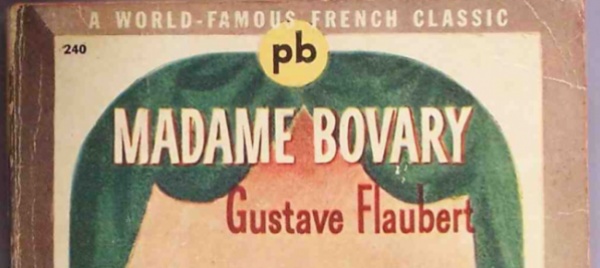 A WORLD-FAMOUS FRENCH CLASSIC
240
pb
MADAME BOVARY
Gustave Flaubert